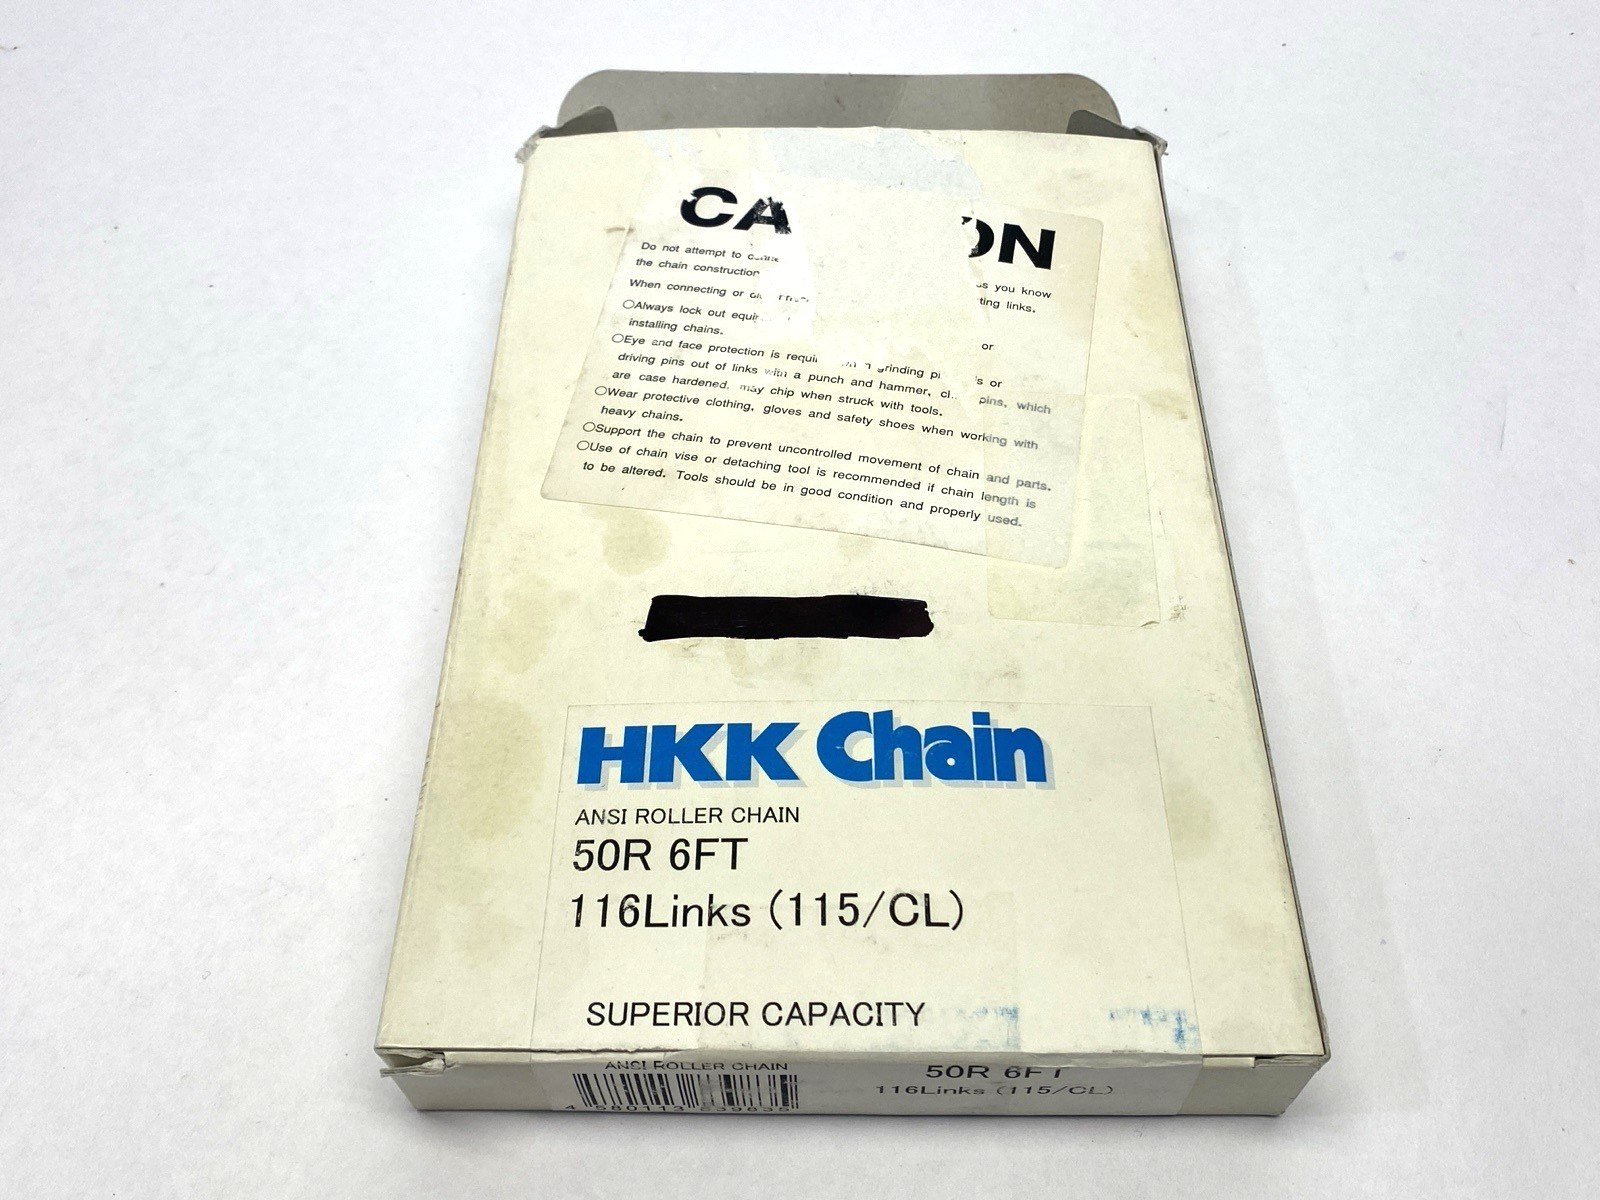 CA ON
Do not attempt to
the chain construction you know
When connecting or ting links.
○Always lock out
installing chains. or
○Eye and face protection is grinding or
driving pins out of links with a punch and hammer, pins, which
are case hardened, may chip when struck with tools.
○Wear protective clothing, gloves and safety shoes when working with
heavy chains.
○Support the chain to prevent uncontrolled movement of chain and parts.
○Use of chain vise or detaching tool is recommended if chain length is
to be altered. Tools should be in good condition and properly used.
HKK Chain
ANSI ROLLER CHAIN
50R 6FT
116Links (115/CL)
SUPERIOR CAPACITY
ANSI ROLLER CHAIN
50R 6FT
116Links (115/CL)
4 580113 639635